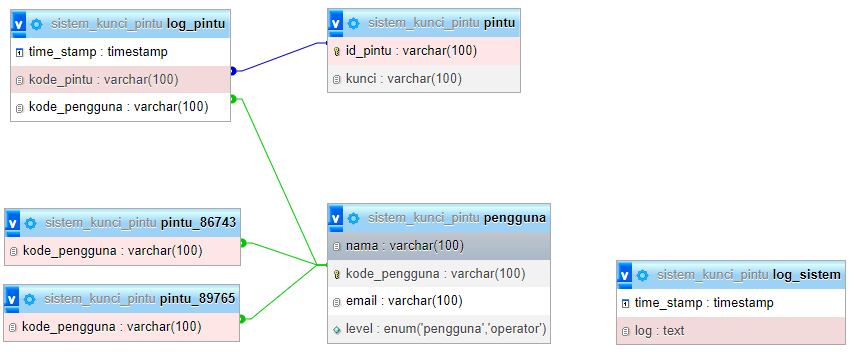 sistem_kunci_pintu log_pintu
time_stamp : timestamp
kode_pintu : varchar(100)
kode_pengguna : varchar(100)
sistem_kunci_pintu pintu
id_pintu : varchar(100)
kunci : varchar(100)
sistem_kunci_pintu pintu_86743
kode_pengguna : varchar(100)
sistem_kunci_pintu pintu_89765
kode_pengguna : varchar(100)
sistem_kunci_pintu pengguna
nama : varchar(100)
kode_pengguna : varchar(100)
email : varchar(100)
level : enum('pengguna','operator')
sistem_kunci_pintu log_sistem
time_stamp : timestamp
log : text